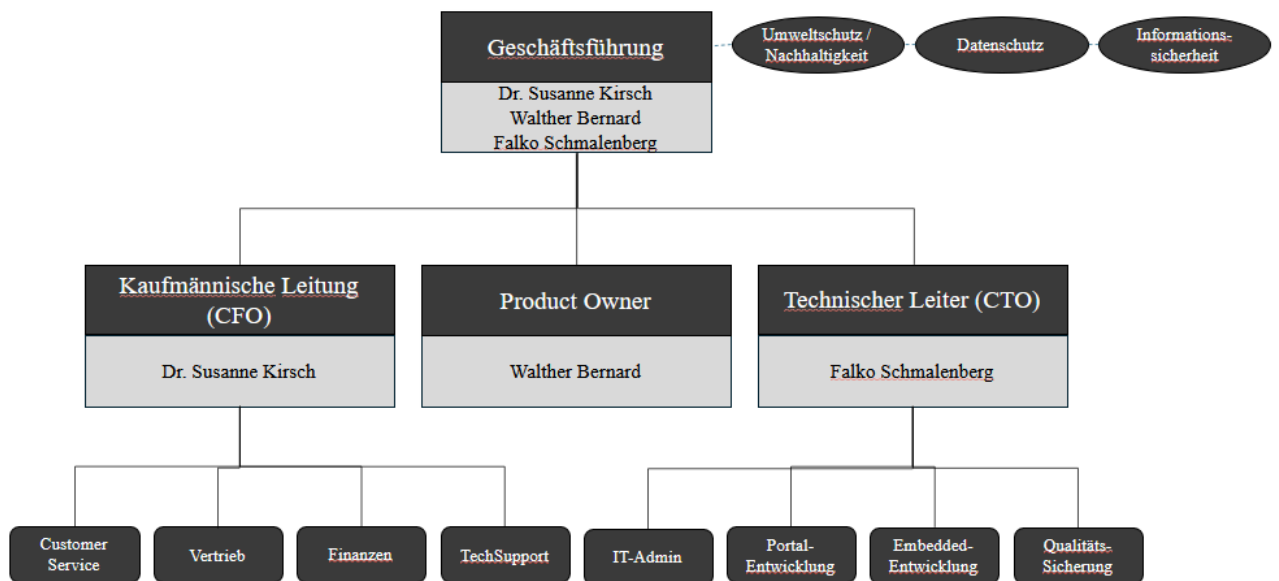 Geschäftsführung
Umweltschutz /
Nachhaltigkeit
Datenschutz
Informations-
sicherheit
Dr. Susanne Kirsch
Walther Bernard
Falko Schmalenberg
Kaufmännische Leitung
(CFO)
Dr. Susanne Kirsch
Product Owner
Walther Bernard
Technischer Leiter (CTO)
Falko Schmalenberg
Customer
Service
Vertrieb
Finanzen
TechSupport
IT-Admin
Portal-
Entwicklung
Embedded-
Entwicklung
Qualitäts-
Sicherung